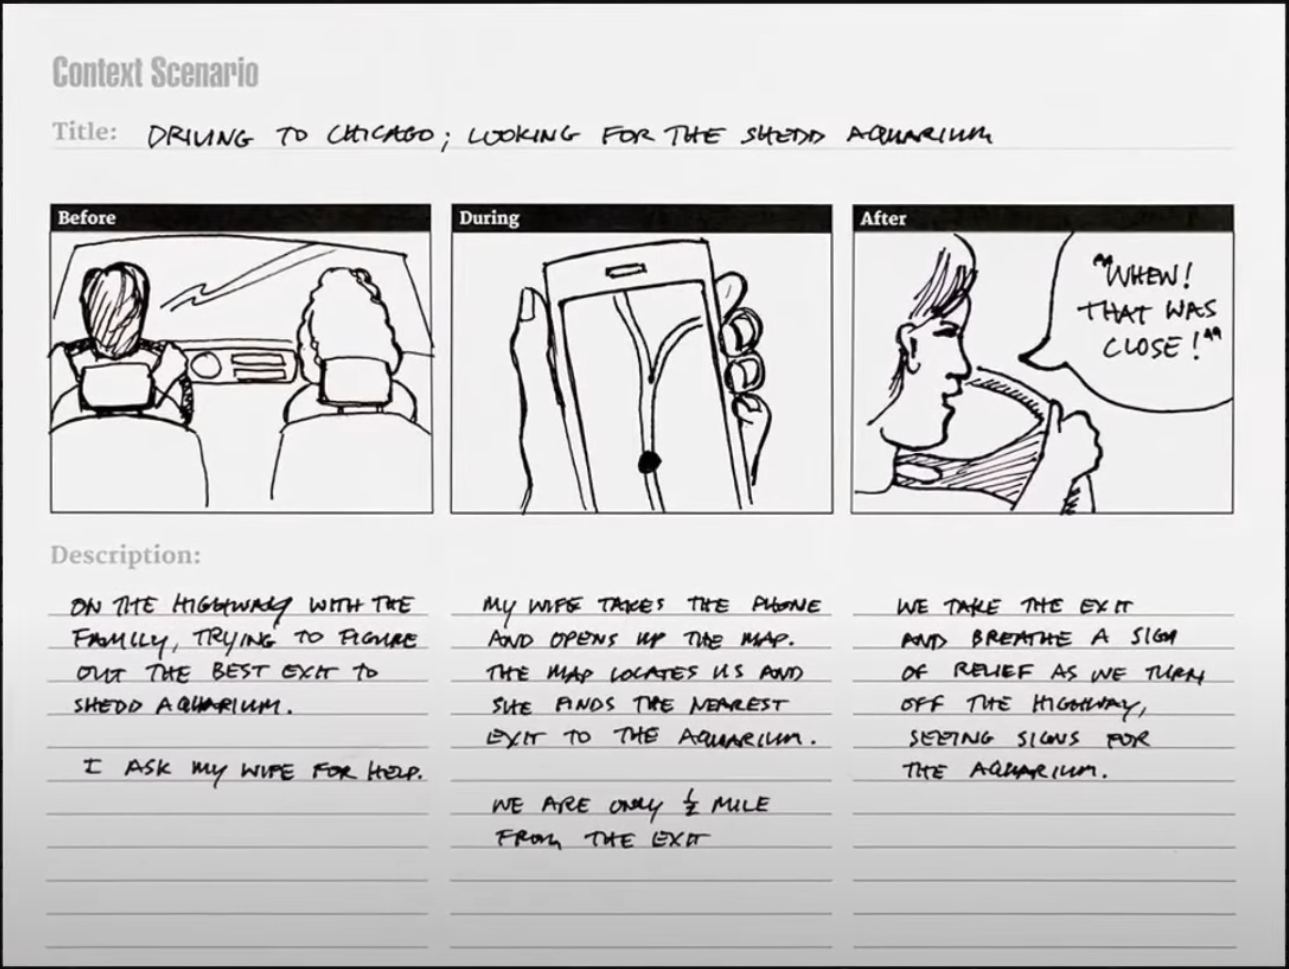 Context Scenario
Title: DRIVING TO CHICAGO; LOOKING FOR THE SHEDD AQUARIUM
Before
During
After
"WHEW!
THAT WAS
CLOSE!"
Description:
ON THE HIGHWAY WITH THE
FAMILY, TRYING TO FIGURE
OUT THE BEST EXIT TO
SHEDD AQUARIUM.
I ASK MY WIFE FOR HELP.
MY WIFE TAKES THE PHONE
AND OPENS UP THE MAP.
THE MAP LOCATES US AND
SHE FINDS THE NEAREST
EXIT TO THE AQUARIUM.
WE ARE ONLY ½ MILE
FROM THE EXIT
WE TAKE THE EXIT
AND BREATHE A SIGH
OF RELIEF AS WE TURN
OFF THE HIGHWAY,
SEEING SIGNS FOR
THE AQUARIUM.